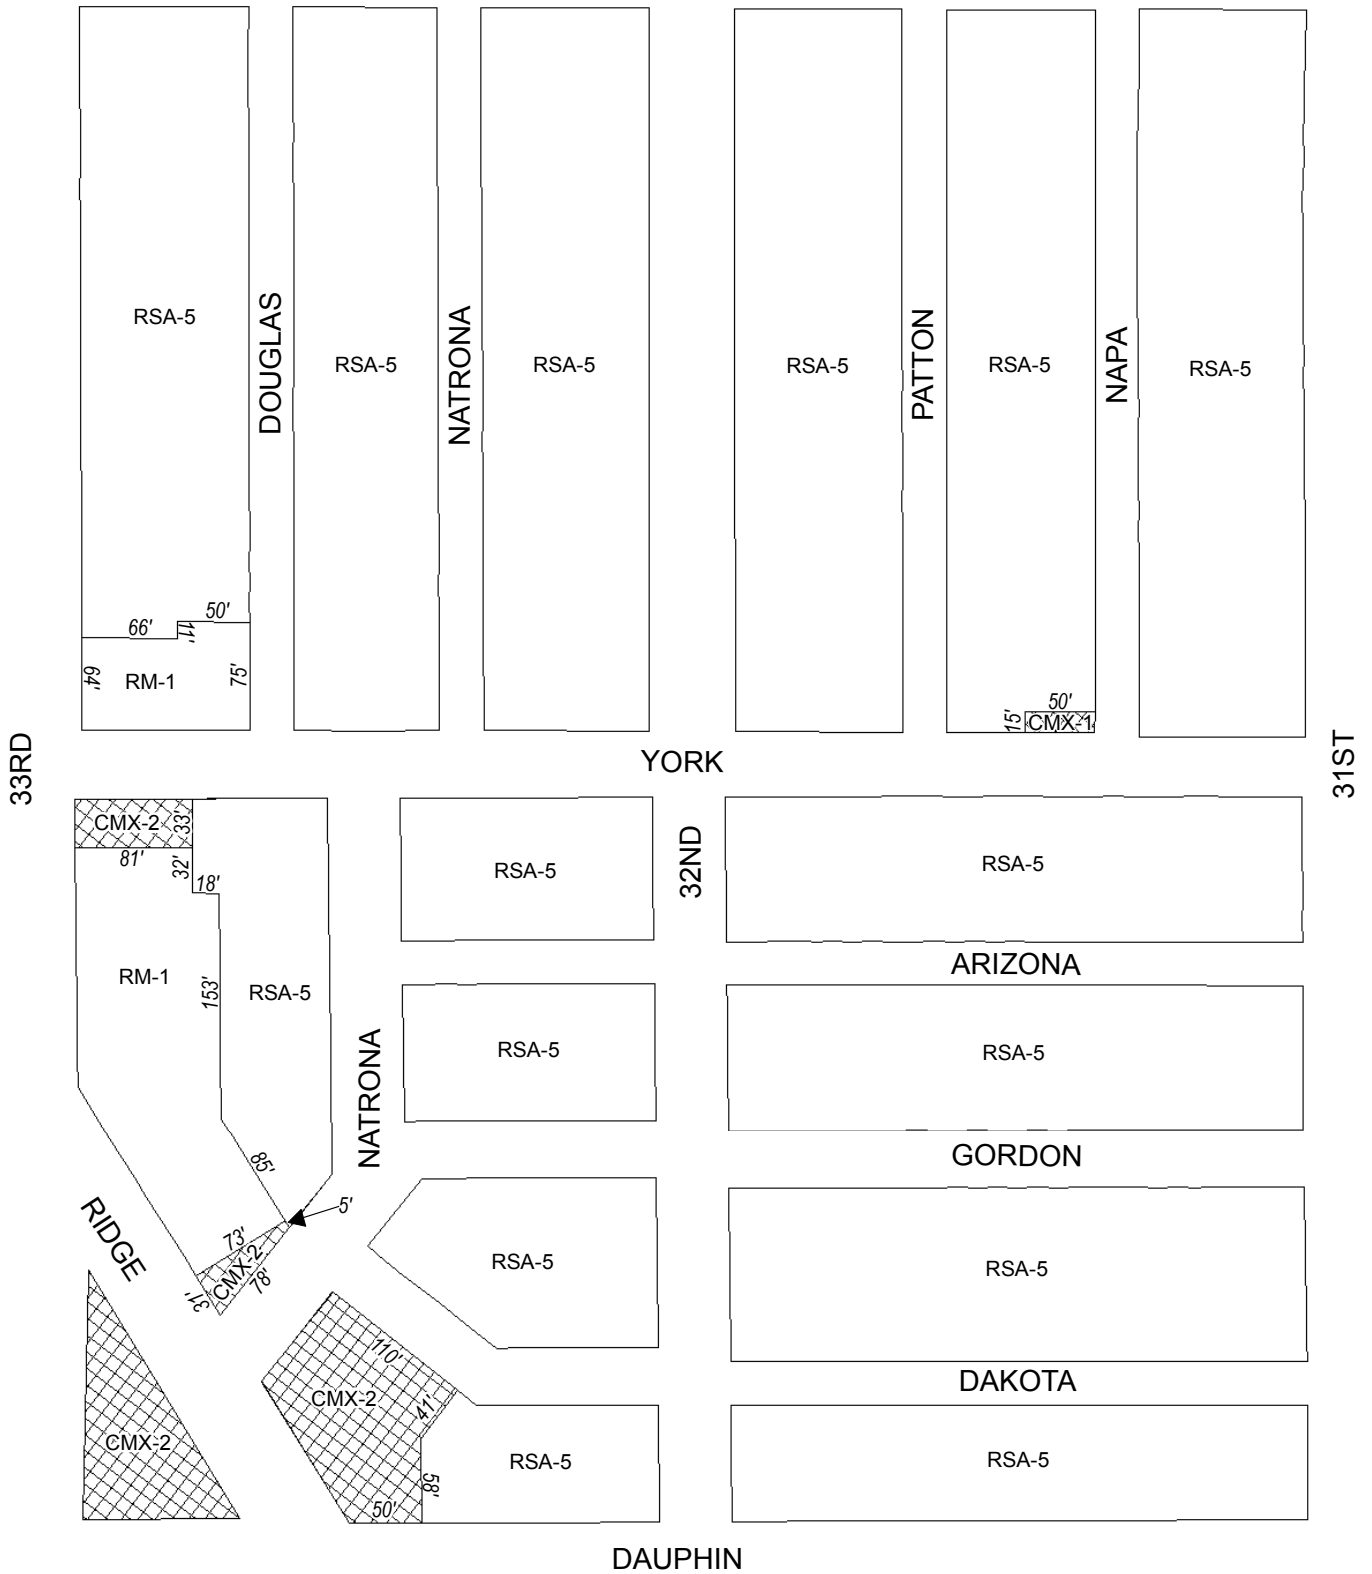 RSA-5
DOUGLAS
RSA-5
NATRONA
RSA-5
RSA-5
PATTON
RSA-5
NAPA
RSA-5
50'
66'
11'
64'
RM-1
75'
50'
15'
CMX-1
33RD
YORK
31ST
CMX-2
33'
81'
32'
18'
RM-1
153'
RSA-5
RSA-5
32ND
RSA-5
ARIZONA
NATRONA
RSA-5
RSA-5
GORDON
85'
5'
RIDGE
73'
CMX-2
78'
31'
RSA-5
RSA-5
110'
CMX-2
41'
DAKOTA
CMX-2
RSA-5
RSA-5
58'
50'
DAUPHIN